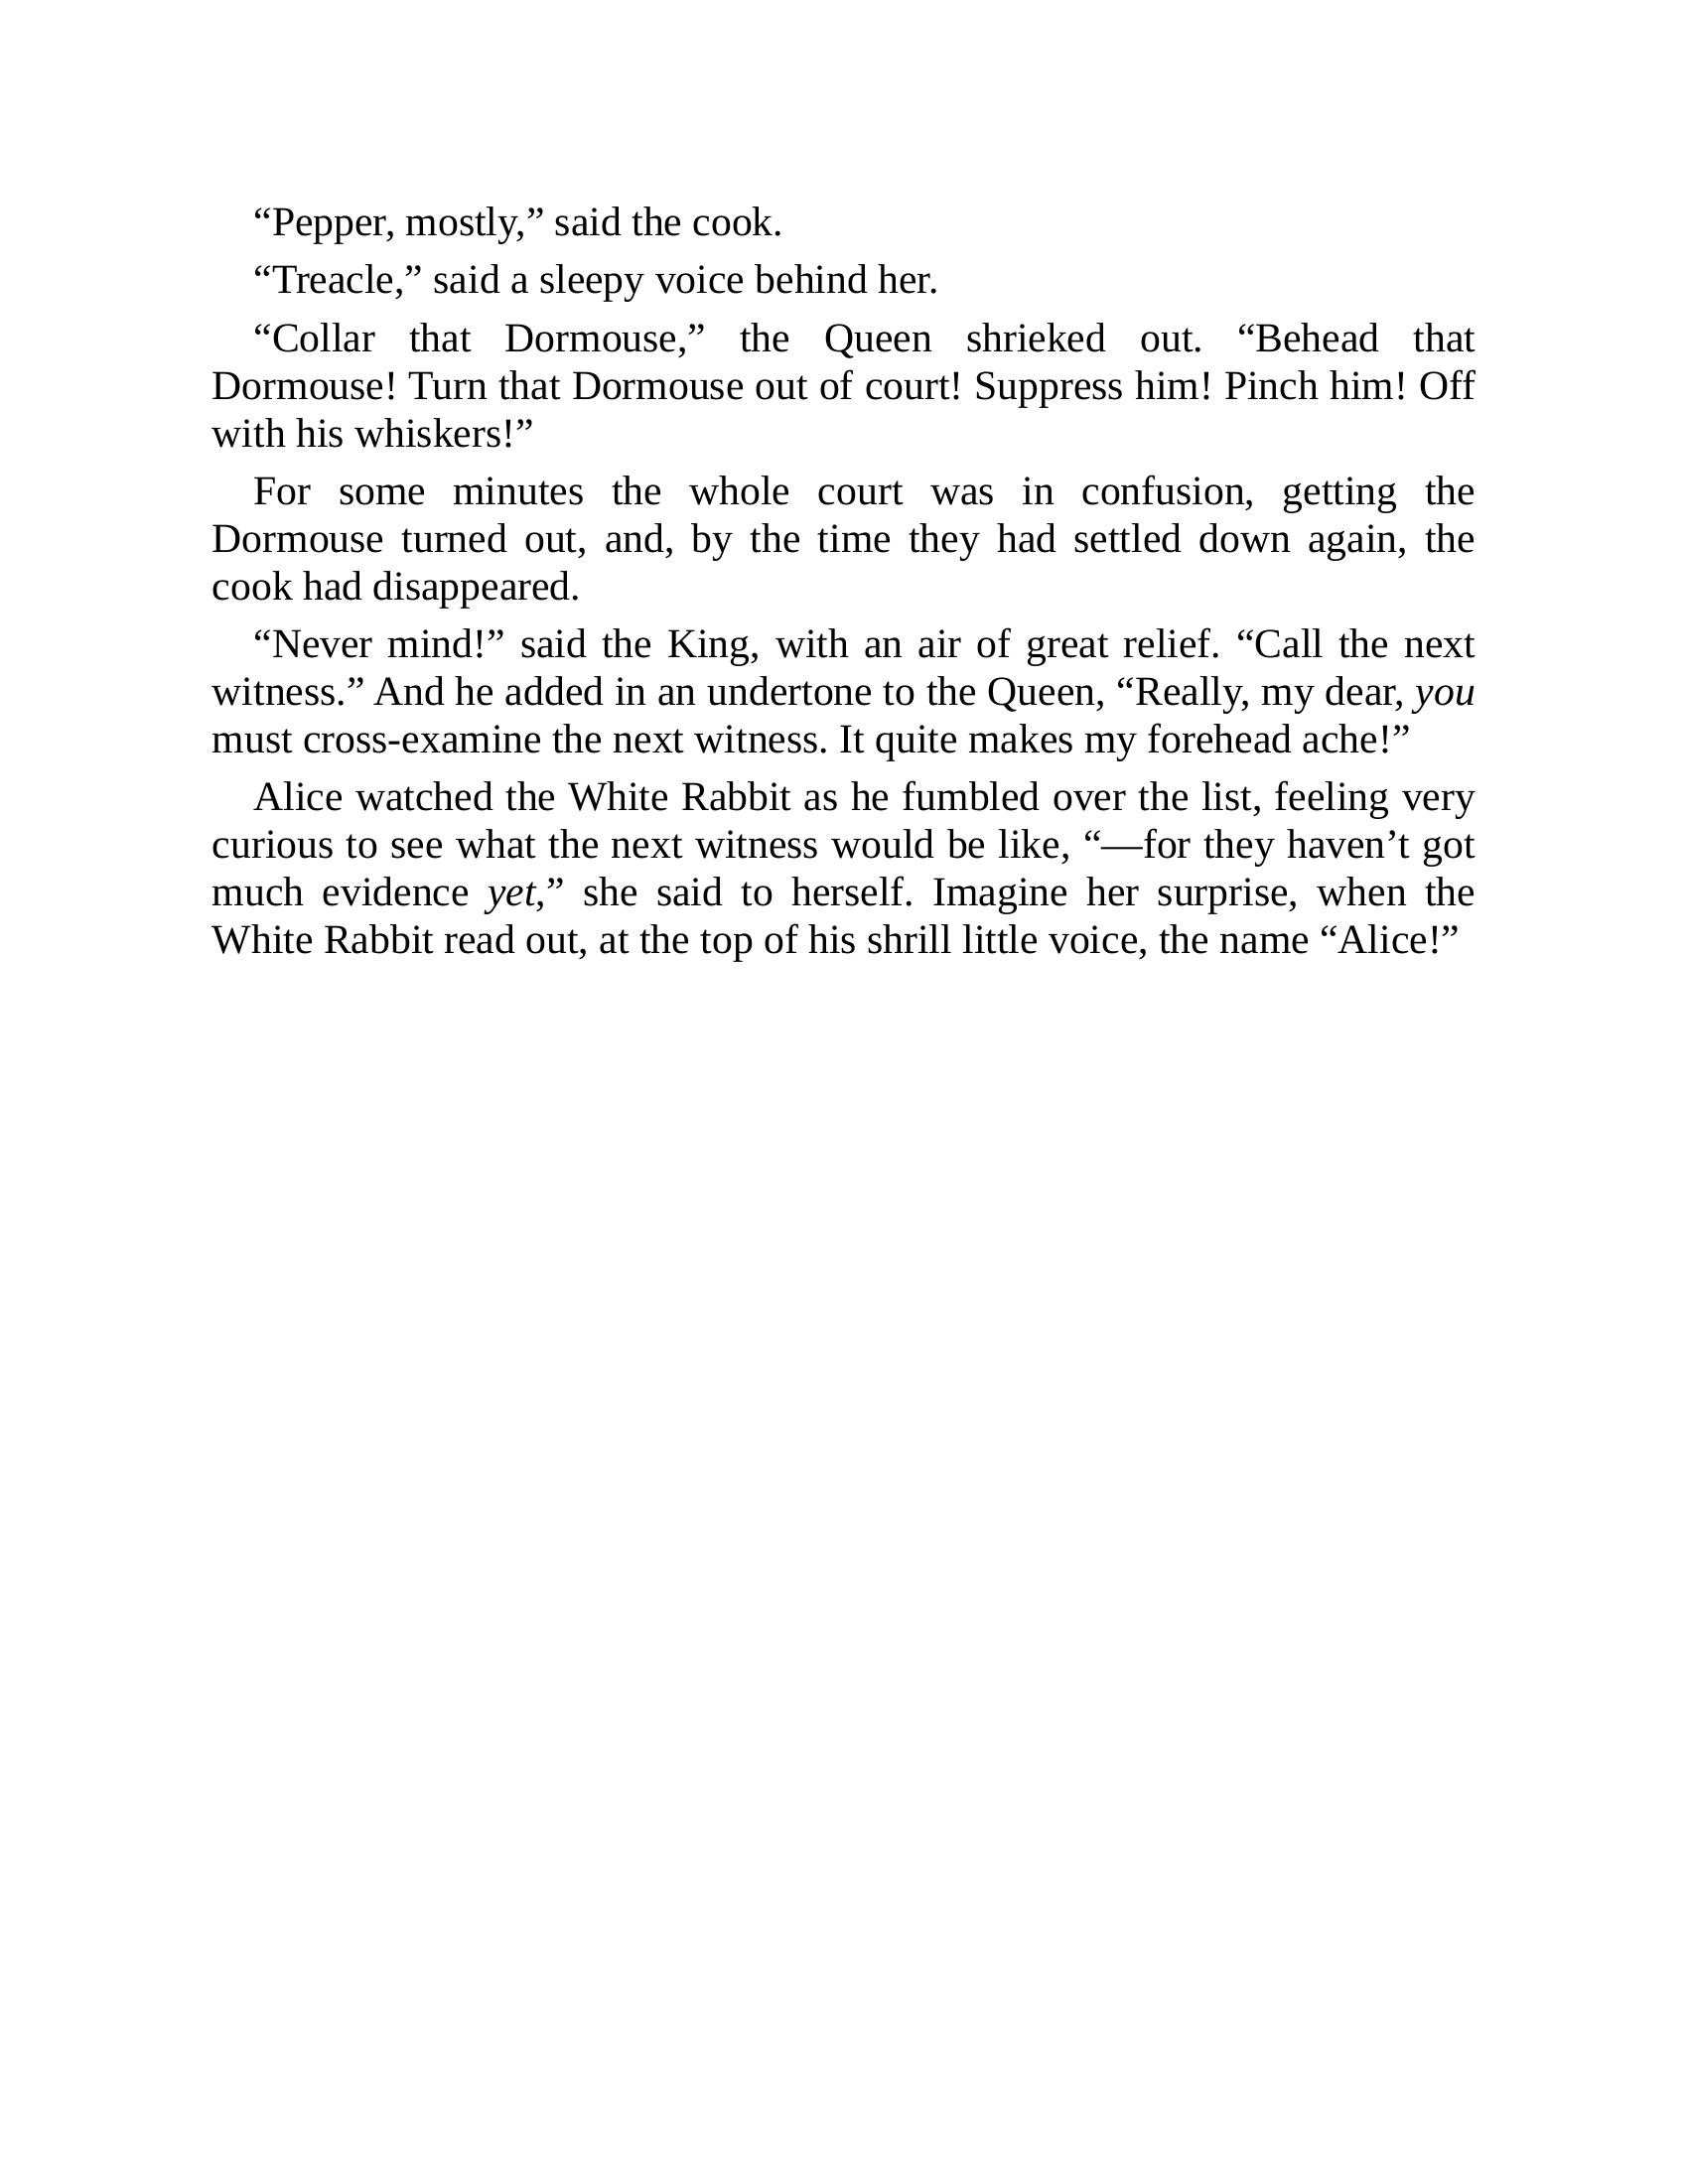 “Pepper, mostly,” said the cook.
“Treacle,” said a sleepy voice behind her.
“Collar that Dormouse,” the Queen shrieked out. “Behead that
Dormouse! Turn that Dormouse out of court! Suppress him! Pinch him! Off
with his whiskers!”
For some minutes the whole court was in confusion, getting the
Dormouse turned out, and, by the time they had settled down again, the
cook had disappeared.
“Never mind!” said the King, with an air of great relief. “Call the next
witness.” And he added in an undertone to the Queen, “Really, my dear, you
must cross-examine the next witness. It quite makes my forehead ache!”
Alice watched the White Rabbit as he fumbled over the list, feeling very
curious to see what the next witness would be like, “—for they haven’t got
much evidence yet,” she said to herself. Imagine her surprise, when the
White Rabbit read out, at the top of his shrill little voice, the name “Alice!”